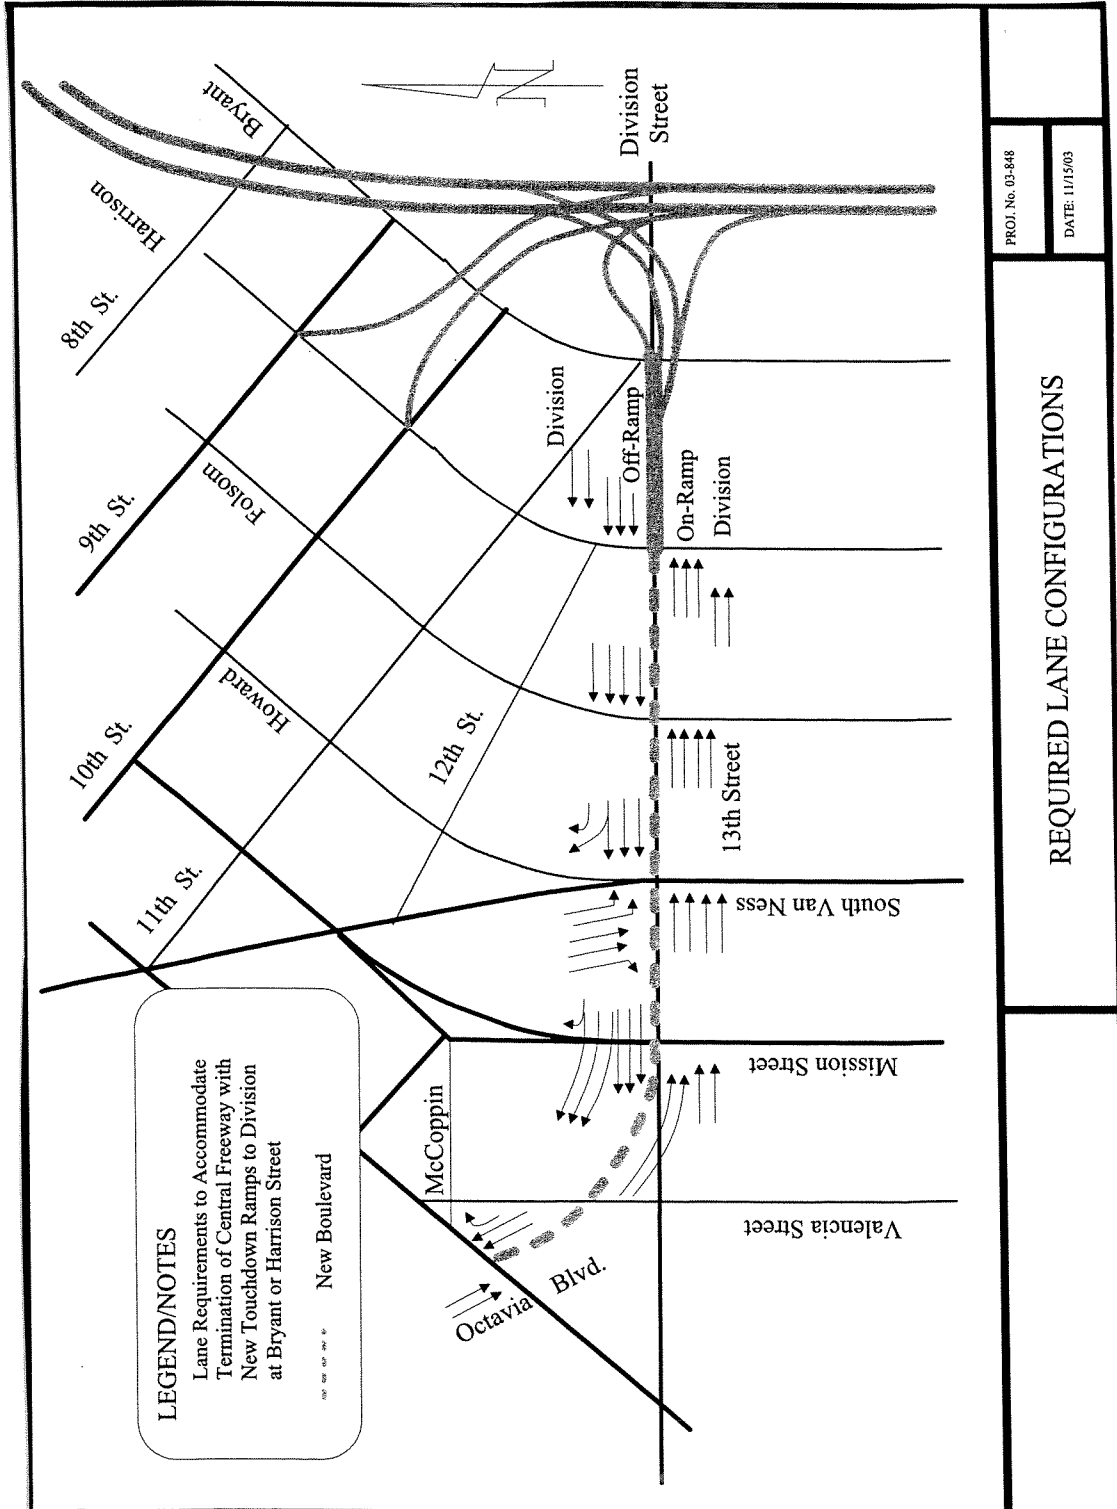 LEGEND/NOTES
Lane Requirements to Accommodate
Termination of Central Freeway with
New Touchdown Ramps to Division
at Bryant or Harrison Street
New Boulevard
Bryant
Harrison
8th St.
9th St.
Folsom
10th St.
Howard
11th St.
12th St.
N
Division
Street
Division
Off-Ramp
On-Ramp
Division
13th Street
South Van Ness
Mission Street
McCoppin
Valencia Street
Octavia
Blvd.
PROJ. No. 03-848
DATE: 11/15/03
REQUIRED LANE CONFIGURATIONS